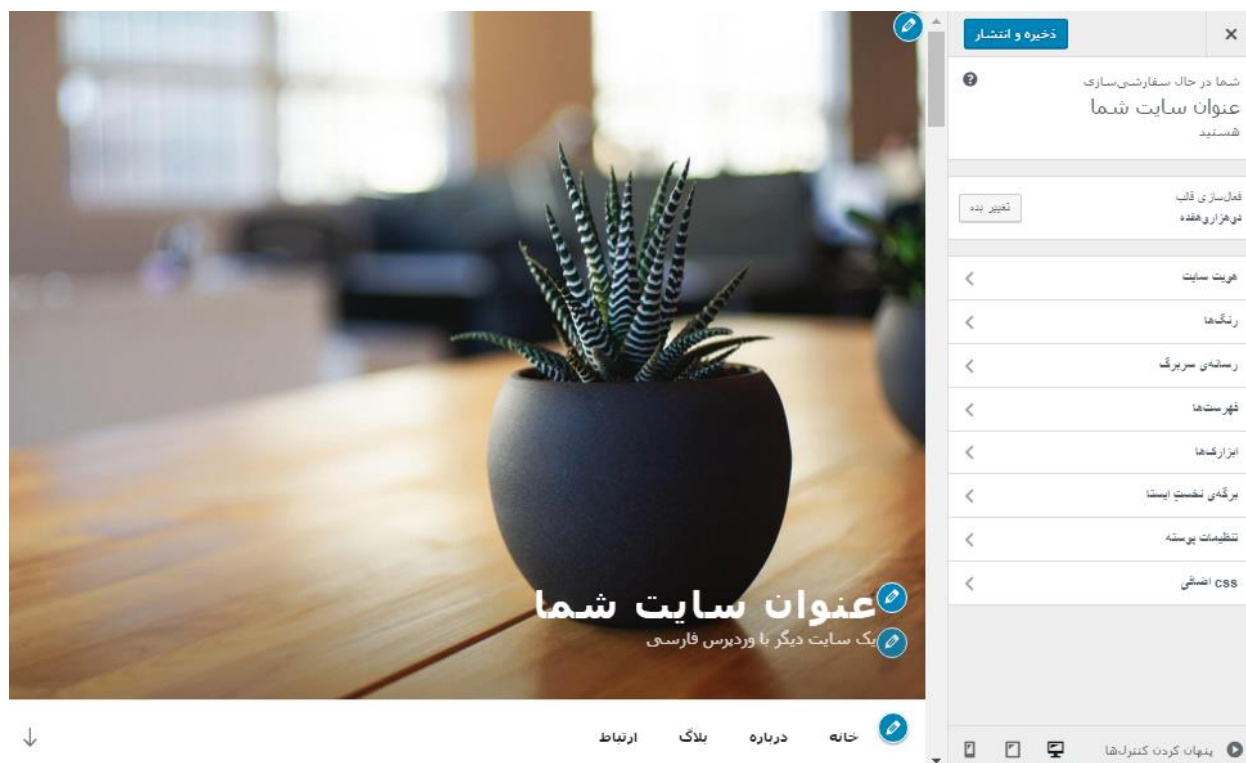 ذخیره و انتشار
شما در حال سفارشی‌سازی
عنوان سایت شما
هستید
فعال‌سازی قالب
دوهزار و هفده
تغییر بده
هویت سایت
رنگ‌ها
رسانه‌ی سربرگ
فهرست‌ها
ابزارک‌ها
برگه‌ی نخست ایستا
تنظیمات پوسته
css اضافی
پنهان کردن کنترل‌ها
عنوان سایت شما
یک سایت دیگر با وردپرس فارسی
خانه درباره بلاگ ارتباط